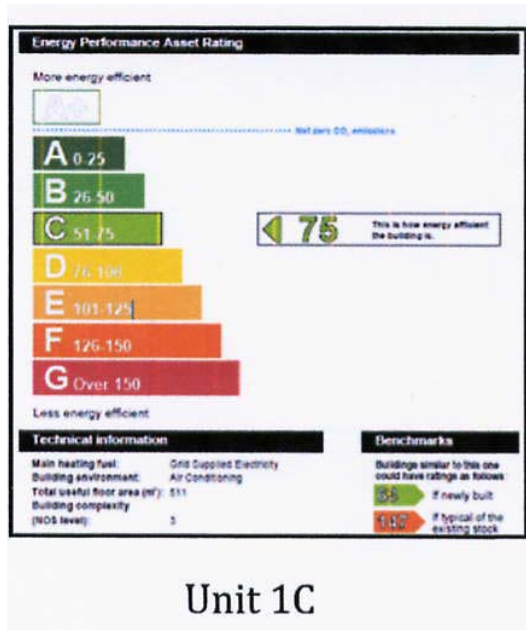 Energy Performance Asset Rating
More energy efficient
A+
Net zero CO₂ emissions
A 0-25
B 26-50
C 51-75
75
This is how energy efficient
the building is.
D 76-100
E 101-125
F 126-150
G Over 150
Less energy efficient
Technical information
Main heating fuel: Grid Supplied Electricity
Building environment: Air Conditioning
Total useful floor area (m²): 511
Building complexity
(NOS level): 3
Benchmarks
Buildings similar to this one
could have ratings as follows:
If newly built
147
If typical of the
existing stock
Unit 1C